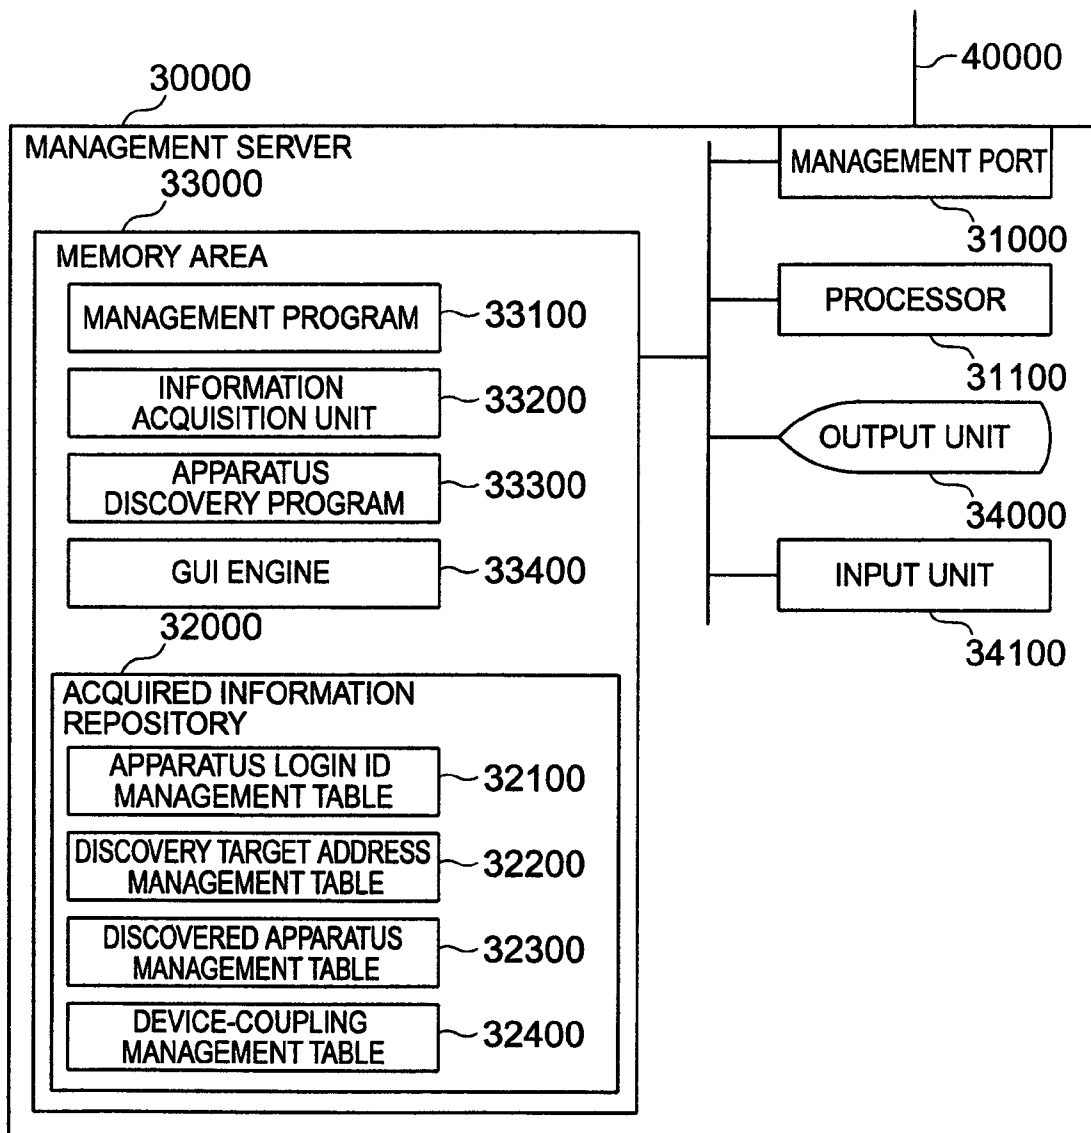 40000
30000
MANAGEMENT SERVER
MANAGEMENT PORT
33000
31000
MEMORY AREA
MANAGEMENT PROGRAM
33100
PROCESSOR
31100
INFORMATION
ACQUISITION UNIT
33200
OUTPUT UNIT
34000
APPARATUS
DISCOVERY PROGRAM
33300
GUI ENGINE
33400
INPUT UNIT
34100
32000
ACQUIRED INFORMATION
REPOSITORY
APPARATUS LOGIN ID
MANAGEMENT TABLE
32100
DISCOVERY TARGET ADDRESS
MANAGEMENT TABLE
32200
DISCOVERED APPARATUS
MANAGEMENT TABLE
32300
DEVICE-COUPLING
MANAGEMENT TABLE
32400